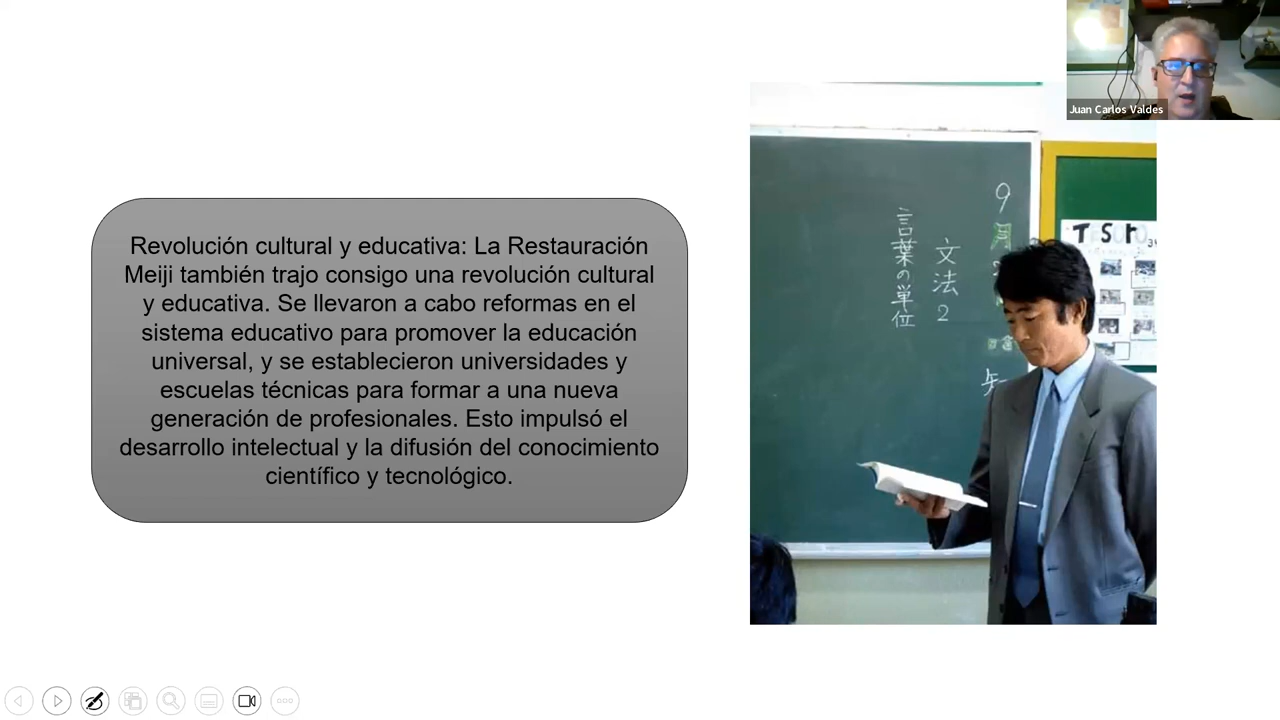 Juan Carlos Valdes
Revolución cultural y educativa: La Restauración
Meiji también trajo consigo una revolución cultural
y educativa. Se llevaron a cabo reformas en el
sistema educativo para promover la educación
universal, y se establecieron universidades y
escuelas técnicas para formar a una nueva
generación de profesionales. Esto impulsó el
desarrollo intelectual y la difusión del conocimiento
científico y tecnológico.
9月
文法2
言葉の単位